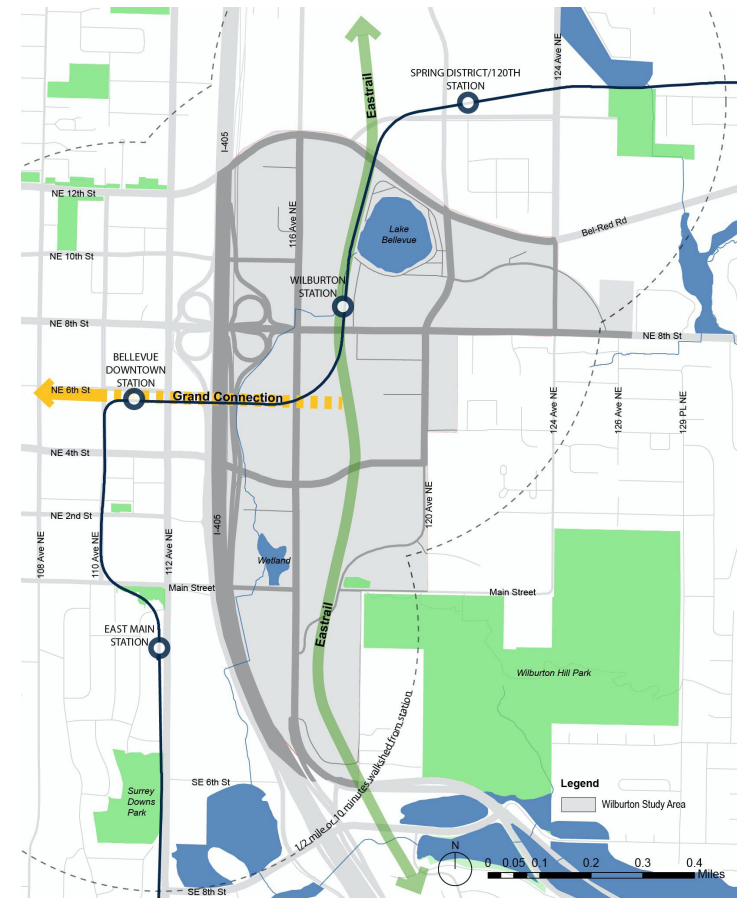 SPRING DISTRICT/120TH
STATION
124 Ave NE
Eastrail
I-405
NE 12th St
116 Ave NE
Bel-Red Rd
Lake
Bellevue
NE 10th St
WILBURTON
STATION
NE 8th St
NE 8th St
BELLEVUE
DOWNTOWN
STATION
NE 6th St
Grand Connection
124 Ave NE
126 Ave NE
129 PL NE
NE 4th St
120 Ave NE
NE 2nd St
I-405
108 Ave NE
110 Ave NE
112 Ave NE
Wetland
Main Street
Main Street
EAST MAIN
STATION
Eastrail
Wilburton Hill Park
1/2 mile or 10 minutes walkshed from station
SE 6th St
Surrey
Downs
Park
Legend
Wilburton Study Area
N
0 0.05 0.1 0.2 0.3 0.4
Miles
SE 8th St